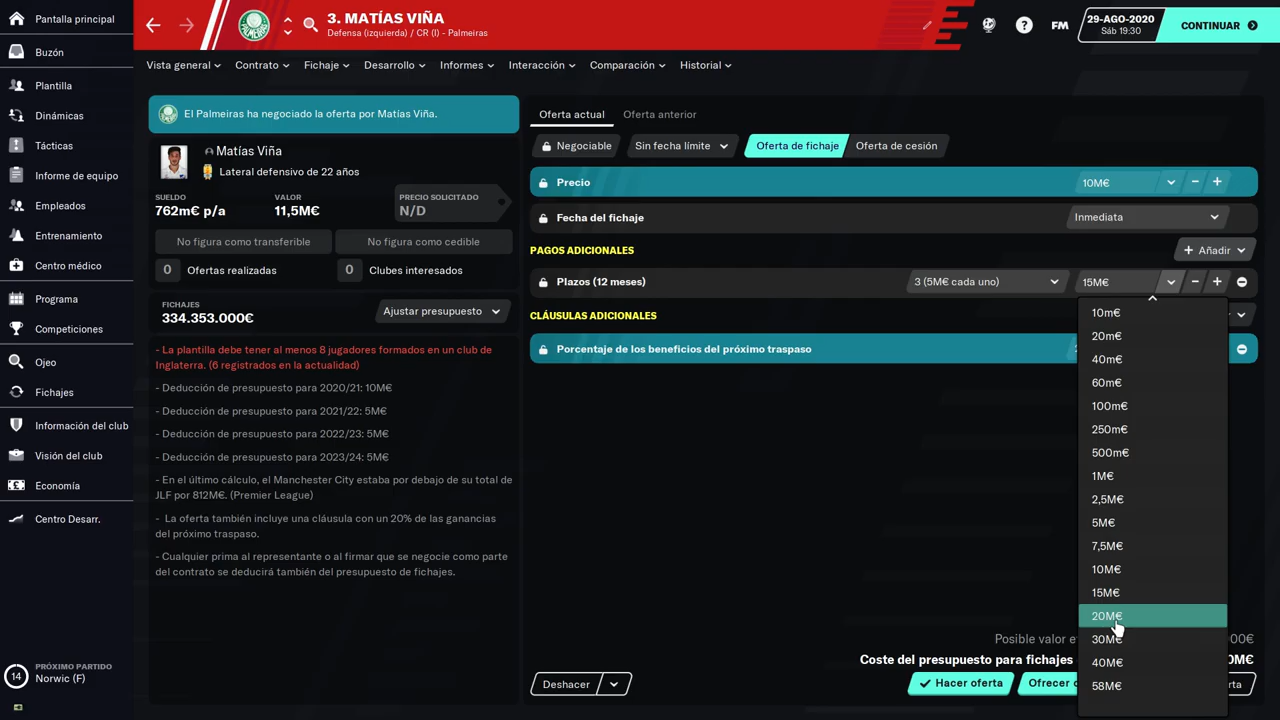 Pantalla principal
Buzón
Plantilla
Dinámicas
Tácticas
Informe de equipo
Empleados
Entrenamiento
Centro médico
Programa
Competiciones
Ojeo
Fichajes
Información del club
Visión del club
Economía
Centro Desarr.
14
PRÓXIMO PARTIDO
Norwic (F)
3. MATÍAS VIÑA
Defensa (izquierda) / CR (I) - Palmeiras
FM
29-AGO-2020
Sáb 19:30
CONTINUAR
Vista general
Contrato
Fichaje
Desarrollo
Informes
Interacción
Comparación
Historial
El Palmeiras ha negociado la oferta por Matías Viña.
Matías Viña
Lateral defensivo de 22 años
SUELDO
762m€ p/a
VALOR
11,5M€
PRECIO SOLICITADO
N/D
No figura como transferible
No figura como cedible
0 Ofertas realizadas
0 Clubes interesados
FICHAJES
334.353.000€
Ajustar presupuesto
- La plantilla debe tener al menos 8 jugadores formados en un club de
Inglaterra. (6 registrados en la actualidad)
- Deducción de presupuesto para 2020/21: 10M€
- Deducción de presupuesto para 2021/22: 5M€
- Deducción de presupuesto para 2022/23: 5M€
- Deducción de presupuesto para 2023/24: 5M€
- En el último cálculo, el Manchester City estaba por debajo de su total de
JLF por 812M€. (Premier League)
- La oferta también incluye una cláusula con un 20% de las ganancias
del próximo traspaso.
- Cualquier prima al representante o al firmar que se negocie como parte
del contrato se deducirá también del presupuesto de fichajes.
Oferta actual
Oferta anterior
Negociable
Sin fecha límite
Oferta de fichaje
Oferta de cesión
Precio
10M€
Fecha del fichaje
Inmediata
PAGOS ADICIONALES
Añadir
Plazos (12 meses)
3 (5M€ cada uno)
15M€
CLÁUSULAS ADICIONALES
Porcentaje de los beneficios del próximo traspaso
10m€
20m€
40m€
60m€
100m€
250m€
500m€
1M€
2,5M€
5M€
7,5M€
10M€
15M€
20M€
30M€
40M€
58M€
Posible valor
Coste del presupuesto para fichajes
Deshacer
Hacer oferta
Ofrecer